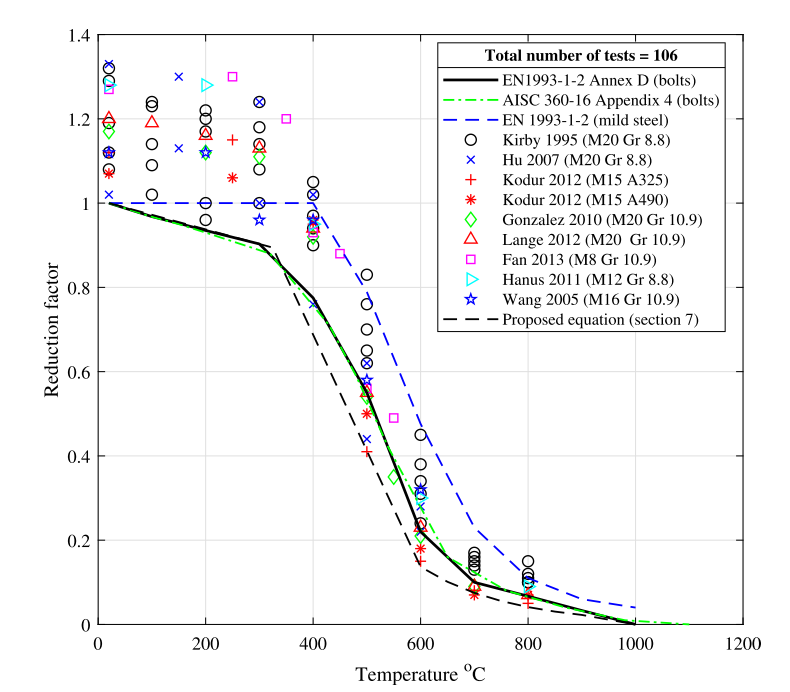 1.4
1.2
1
0.8
0.6
0.4
0.2
0
Reduction factor
0 200 400 600 800 1000 1200
Temperature °C
Total number of tests = 106
EN1993-1-2 Annex D (bolts)
AISC 360-16 Appendix 4 (bolts)
EN 1993-1-2 (mild steel)
Kirby 1995 (M20 Gr 8.8)
Hu 2007 (M20 Gr 8.8)
Kodur 2012 (M15 A325)
Kodur 2012 (M15 A490)
Gonzalez 2010 (M20 Gr 10.9)
Lange 2012 (M20 Gr 10.9)
Fan 2013 (M8 Gr 10.9)
Hanus 2011 (M12 Gr 8.8)
Wang 2005 (M16 Gr 10.9)
Proposed equation (section 7)